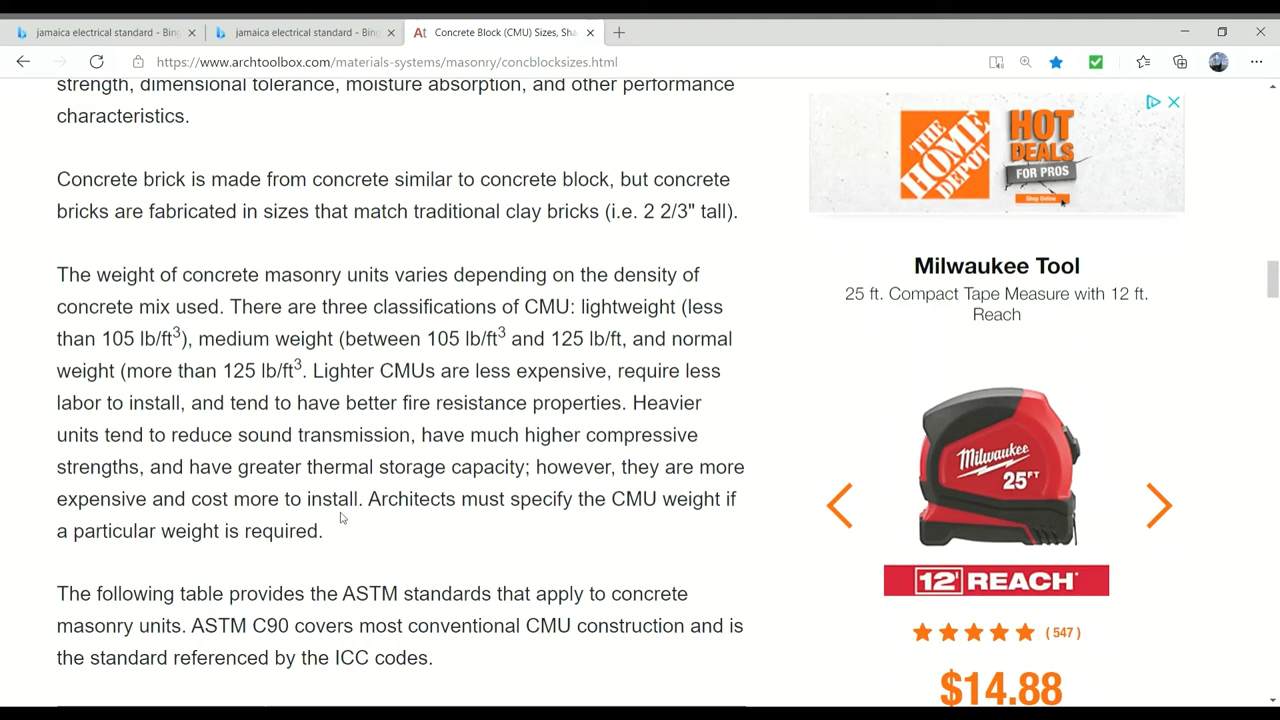 jamaica electrical standard - Bing
jamaica electrical standard - Bing
Concrete Block (CMU) Sizes, Sha
https://www.archtoolbox.com/materials-systems/masonry/concblocksizes.html
strength, dimensional tolerance, moisture absorption, and other performance
characteristics.
Concrete brick is made from concrete similar to concrete block, but concrete
bricks are fabricated in sizes that match traditional clay bricks (i.e. 2 2/3" tall).
The weight of concrete masonry units varies depending on the density of
concrete mix used. There are three classifications of CMU: lightweight (less
than 105 lb/ft³), medium weight (between 105 lb/ft³ and 125 lb/ft, and normal
weight (more than 125 lb/ft³. Lighter CMUs are less expensive, require less
labor to install, and tend to have better fire resistance properties. Heavier
units tend to reduce sound transmission, have much higher compressive
strengths, and have greater thermal storage capacity; however, they are more
expensive and cost more to install. Architects must specify the CMU weight if
a particular weight is required.
The following table provides the ASTM standards that apply to concrete
masonry units. ASTM C90 covers most conventional CMU construction and is
the standard referenced by the ICC codes.
THE
HOME
DEPOT
HOT
DEALS
FOR PROS
Shop Online
Milwaukee Tool
25 ft. Compact Tape Measure with 12 ft.
Reach
Milwaukee
25FT
12' REACH
(547)
$14.88